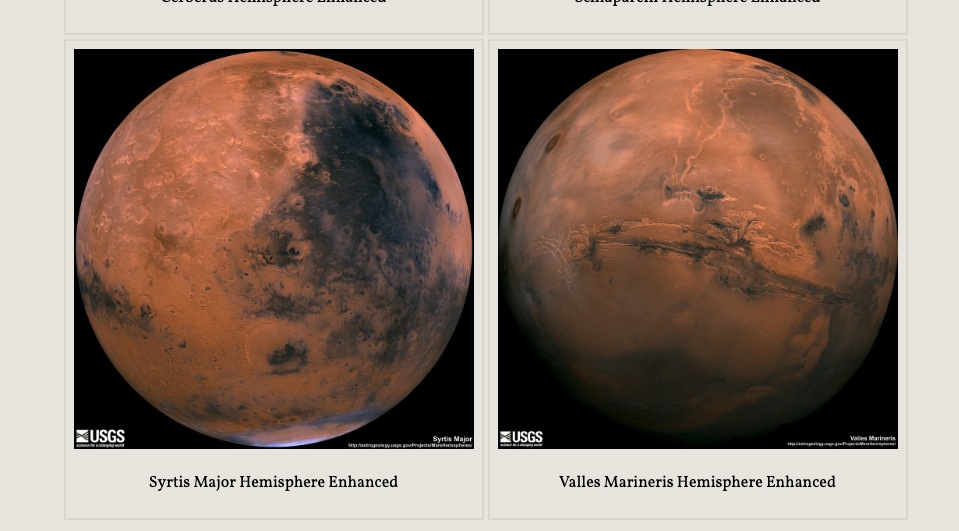 Cerberus Hemisphere Enhanced
Schiaparelli Hemisphere Enhanced
USGS
science for a changing world
Syrtis Major
http://astrogeology.usgs.gov/Projects/MarsHemispheres/
USGS
science for a changing world
Valles Marineris
http://astrogeology.usgs.gov/Projects/MarsHemispheres/
Syrtis Major Hemisphere Enhanced
Valles Marineris Hemisphere Enhanced